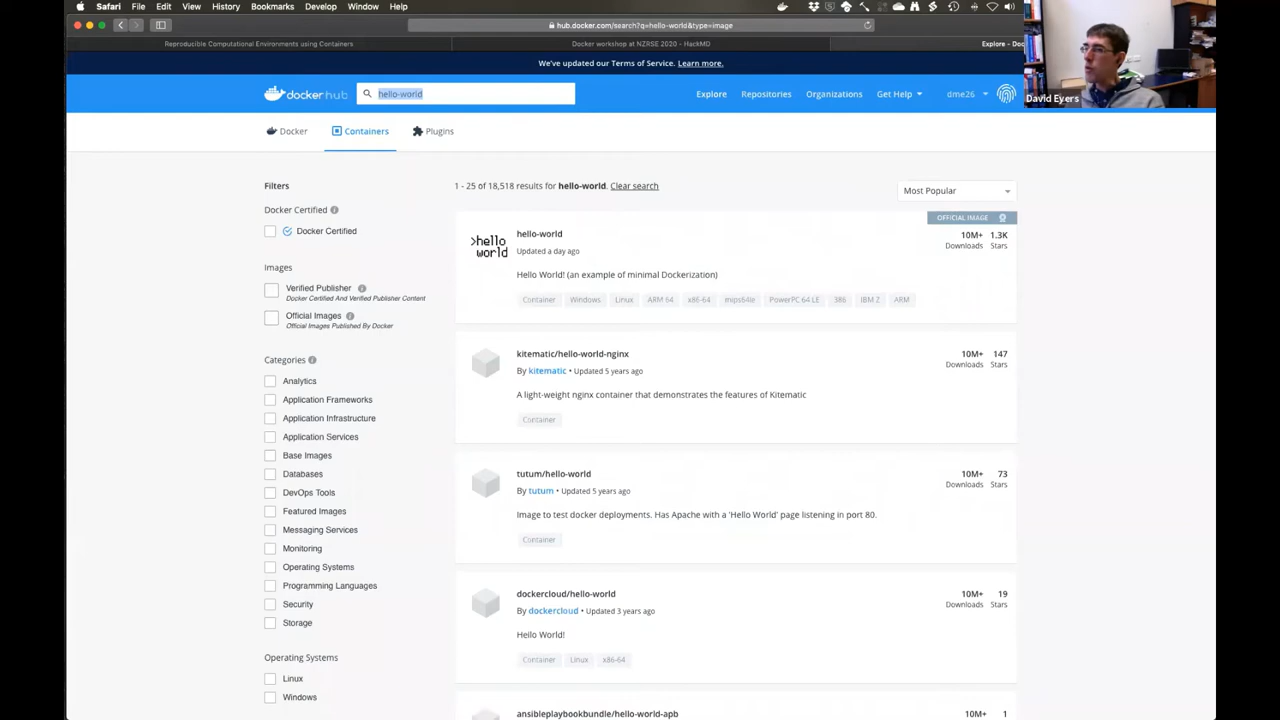 Safari File Edit View History Bookmarks Develop Window Help
hub.docker.com/search?q=hello-world&type=image
Reproducible Computational Environments using Containers
Docker workshop at NZRSE 2020 - HackMD
Explore - Doc
We've updated our Terms of Service. Learn more.
dockerhub
hello-world
Explore Repositories Organizations Get Help dme26
David Eyers
Docker Containers Plugins
Filters
Docker Certified
Docker Certified
Images
Verified Publisher
Docker Certified And Verified Publisher Content
Official Images
Official Images Published By Docker
Categories
Analytics
Application Frameworks
Application Infrastructure
Application Services
Base Images
Databases
DevOps Tools
Featured Images
Messaging Services
Monitoring
Operating Systems
Programming Languages
Security
Storage
Operating Systems
Linux
Windows
1 - 25 of 18,518 results for hello-world. Clear search
Most Popular
OFFICIAL IMAGE
>hello
world
hello-world
Updated a day ago
10M+ 1.3K
Downloads Stars
Hello World! (an example of minimal Dockerization)
Container Windows Linux ARM 64 x86-64 mips64le PowerPC 64 LE 386 IBM Z ARM
kitematic/hello-world-nginx
By kitematic • Updated 5 years ago
10M+ 147
Downloads Stars
A light-weight nginx container that demonstrates the features of Kitematic
Container
tutum/hello-world
By tutum • Updated 5 years ago
10M+ 73
Downloads Stars
Image to test docker deployments. Has Apache with a 'Hello World' page listening in port 80.
Container
dockercloud/hello-world
By dockercloud • Updated 3 years ago
10M+ 19
Downloads Stars
Hello World!
Container Linux x86-64
ansibleplaybookbundle/hello-world-apb
10M+ 1